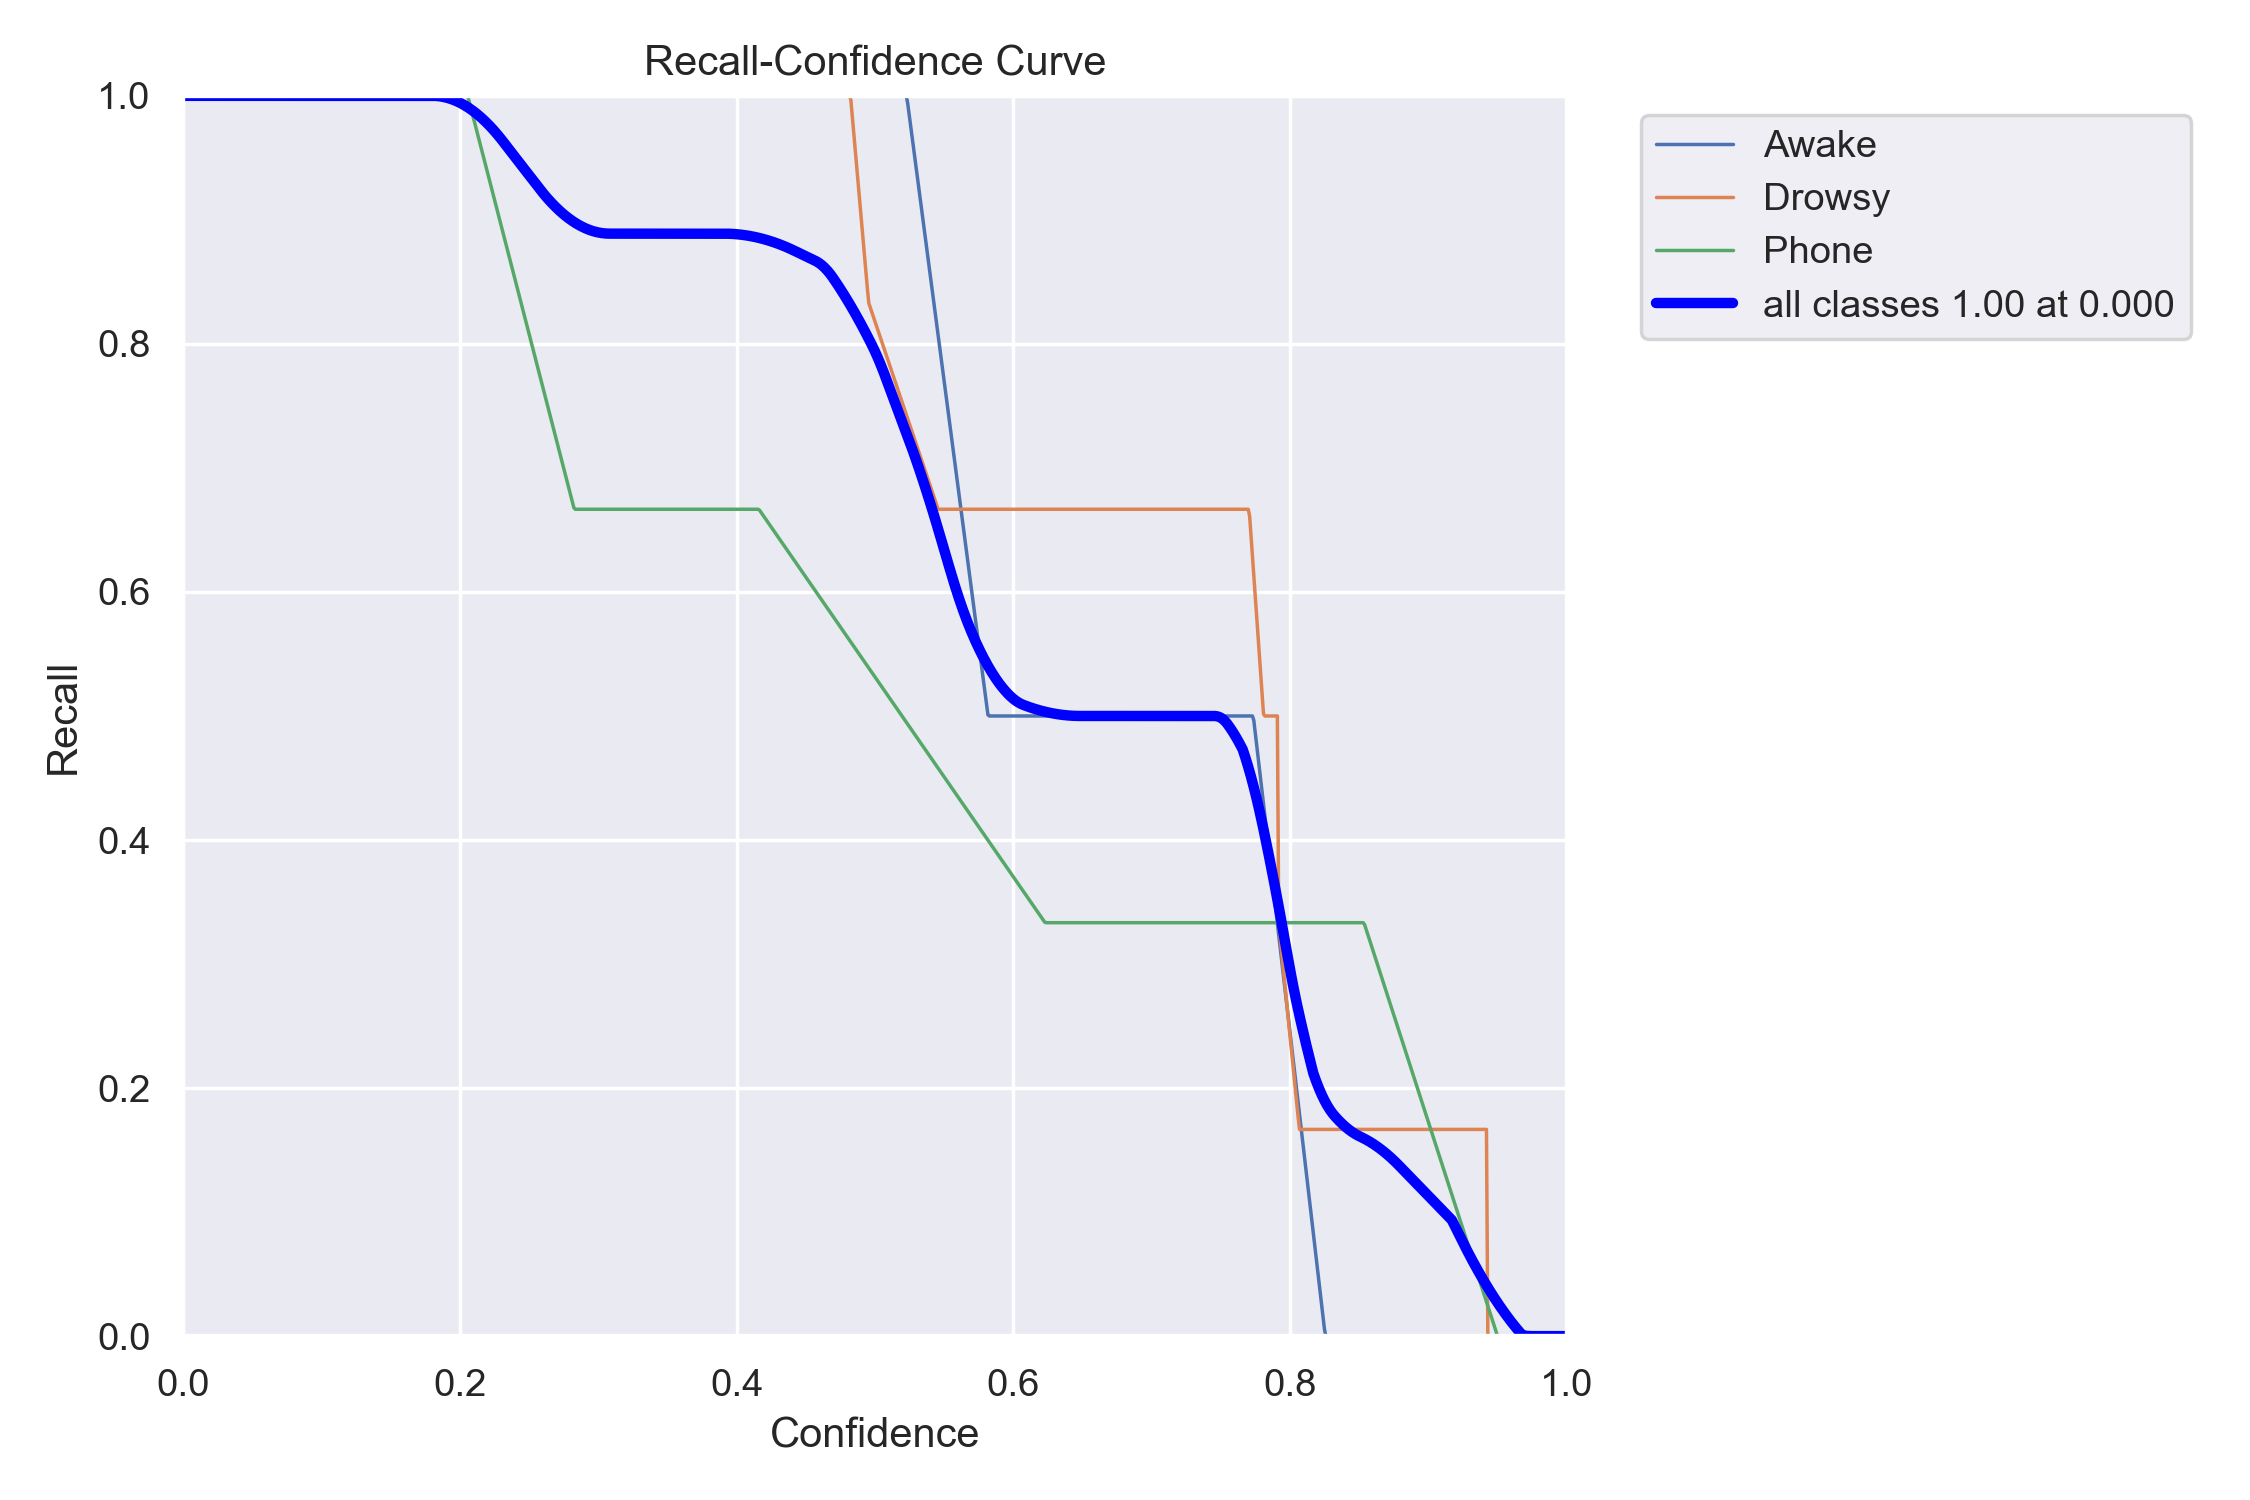 Recall-Confidence Curve
1.0
0.8
0.6
0.4
0.2
0.0
Recall
0.0 0.2 0.4 0.6 0.8 1.0
Confidence
Awake
Drowsy
Phone
all classes 1.00 at 0.000